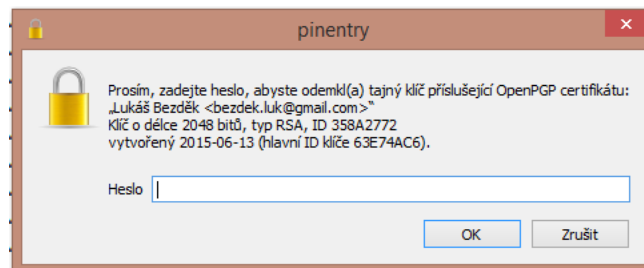 pinentry
Prosím, zadejte heslo, abyste odemkl(a) tajný klíč příslušející OpenPGP certifikátu:
„Lukáš Bezděk <bezdek.luk@gmail.com>“
Klíč o délce 2048 bitů, typ RSA, ID 358A2772
vytvořený 2015-06-13 (hlavní ID klíče 63E74AC6).
Heslo
OK Zrušit